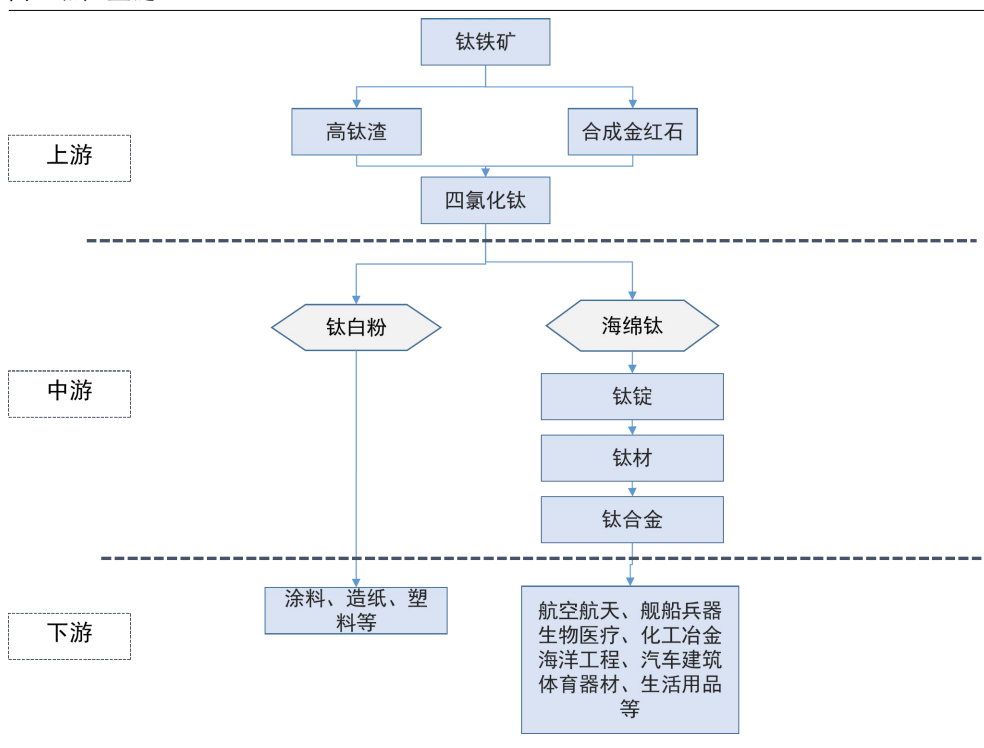 钛铁矿
高钛渣
合成金红石
上游
四氯化钛
钛白粉
海绵钛
中游
钛锭
钛材
钛合金
涂料、造纸、塑
料等
下游
航空航天、舰船兵器
生物医疗、化工冶金
海洋工程、汽车建筑
体育器材、生活用品
等